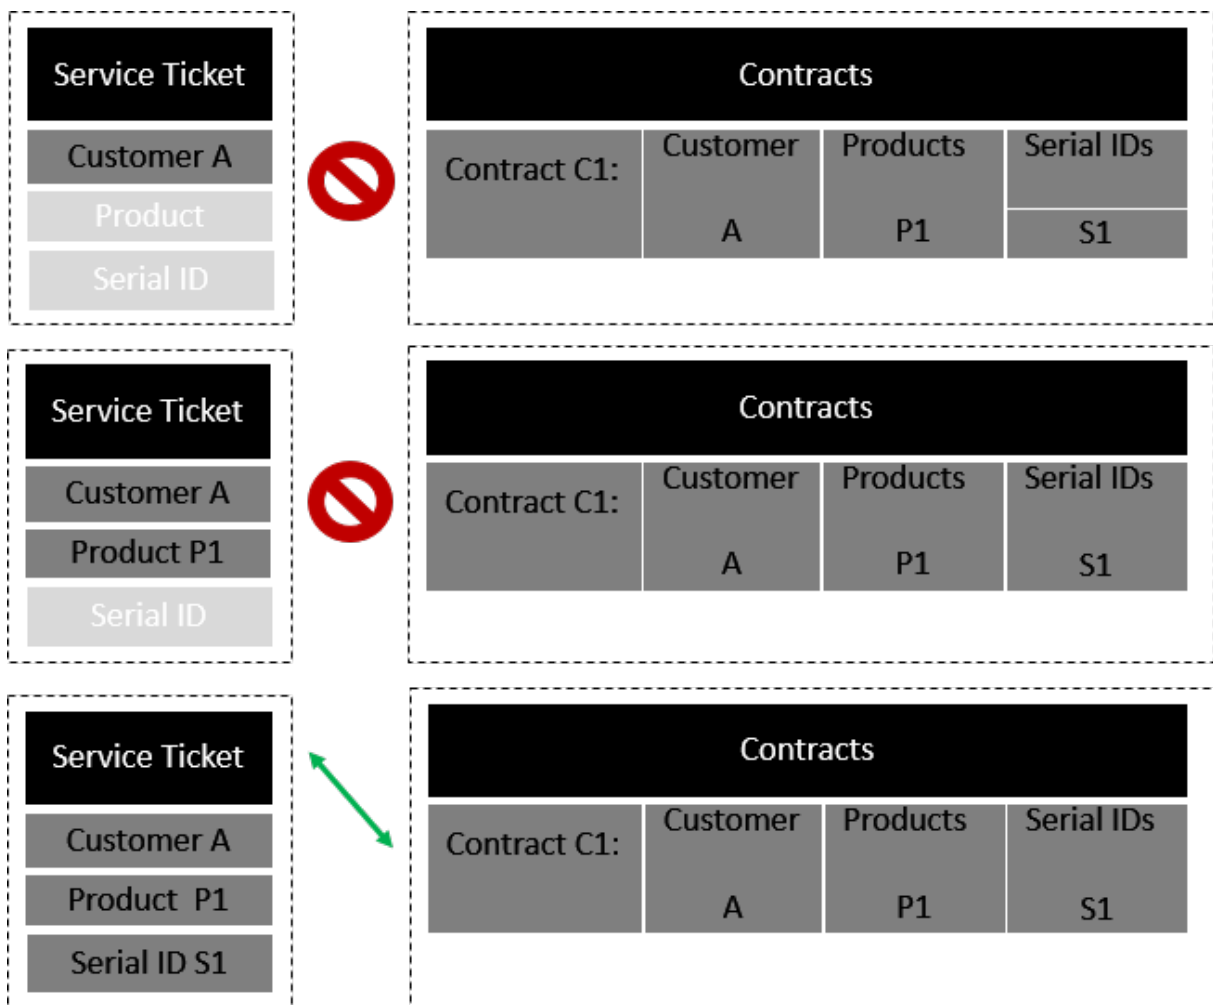 Service Ticket
Customer A
Product
Serial ID
Contracts
Contract C1:
Customer
A
Products
P1
Serial IDs
S1
Service Ticket
Customer A
Product P1
Serial ID
Contracts
Contract C1:
Customer
A
Products
P1
Serial IDs
S1
Service Ticket
Customer A
Product  P1
Serial ID S1
Contracts
Contract C1:
Customer
A
Products
P1
Serial IDs
S1